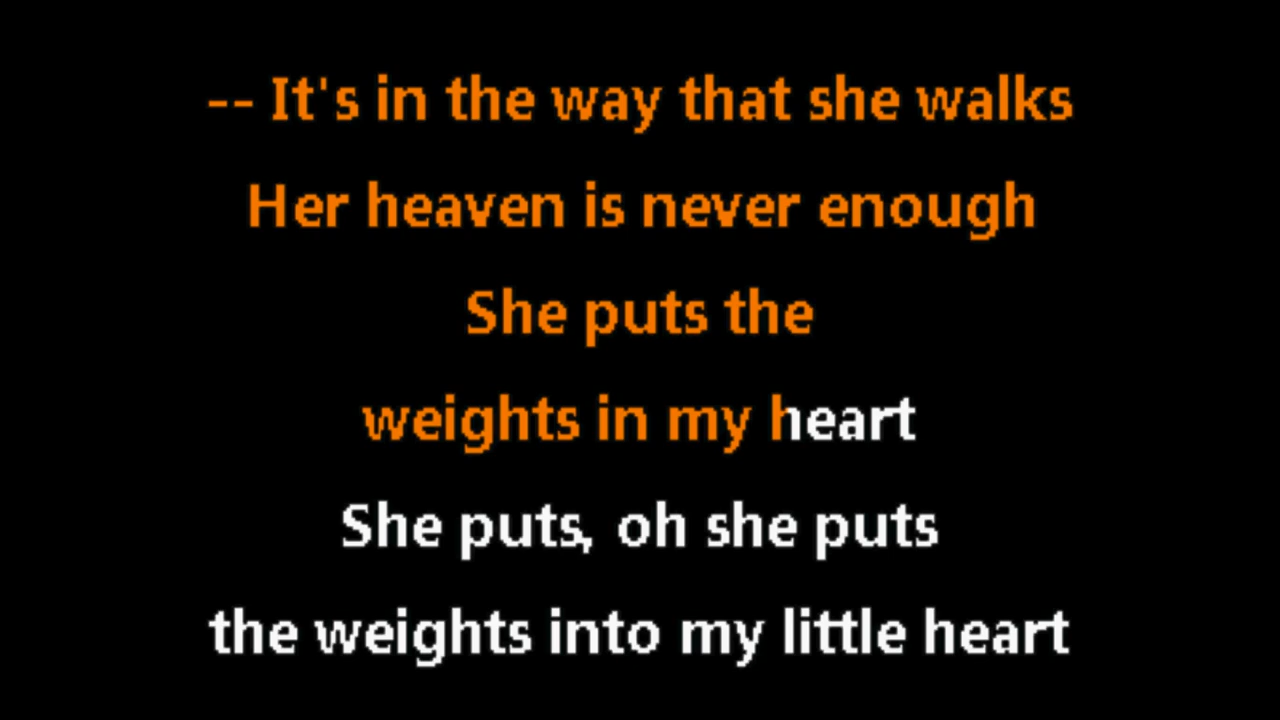 -- It's in the way that she walks
Her heaven is never enough
She puts the
weights in my heart
She puts, oh she puts
the weights into my little heart